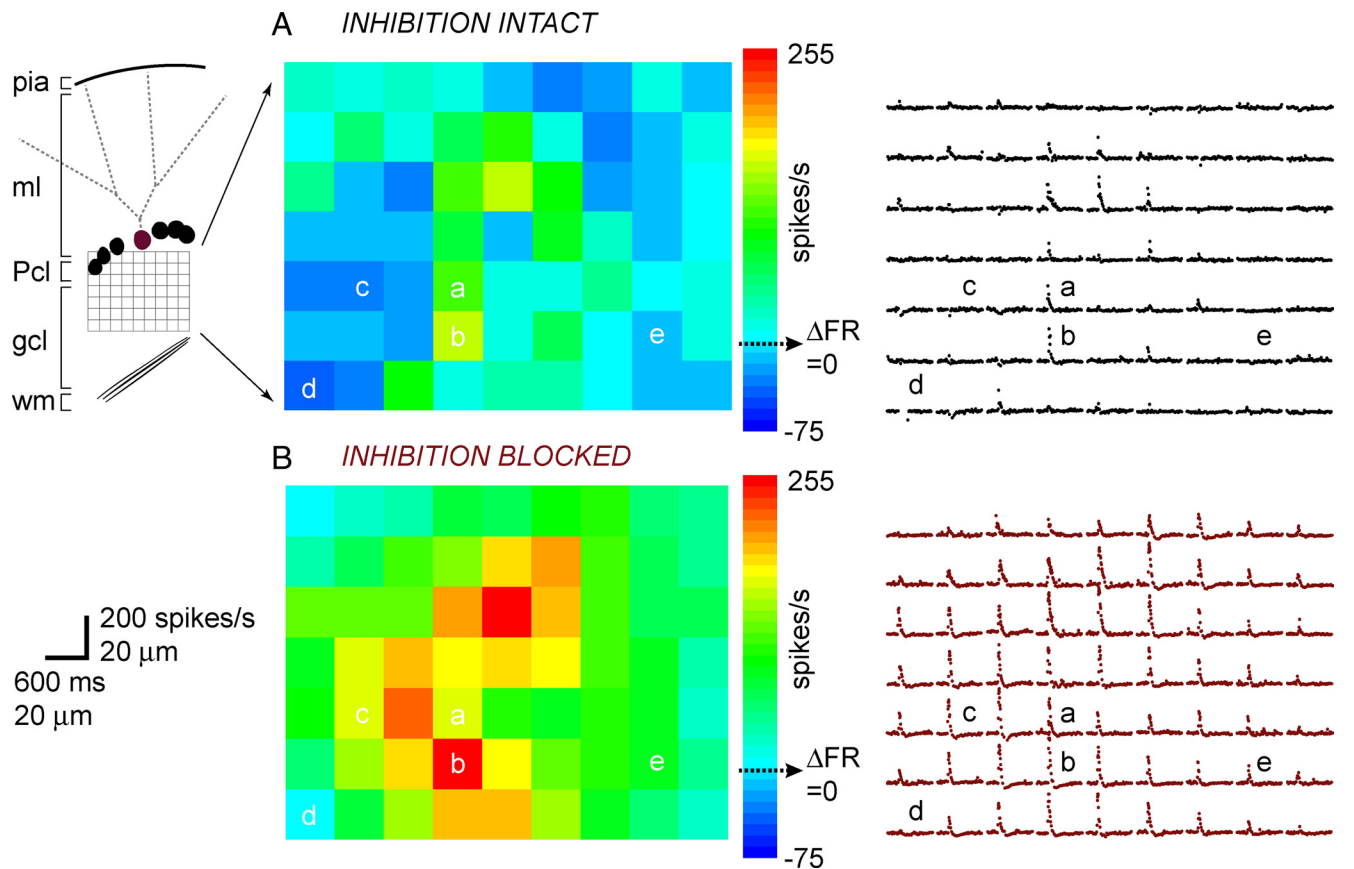 A INHIBITION INTACT
pia
ml
Pcl
gcl
wm
c a
b e
d
255
spikes/s
ΔFR
=0
-75
c a
b e
d
B INHIBITION BLOCKED
200 spikes/s
20 μm
600 ms
20 μm
c a
b e
d
255
spikes/s
ΔFR
=0
-75
c a
b e
d